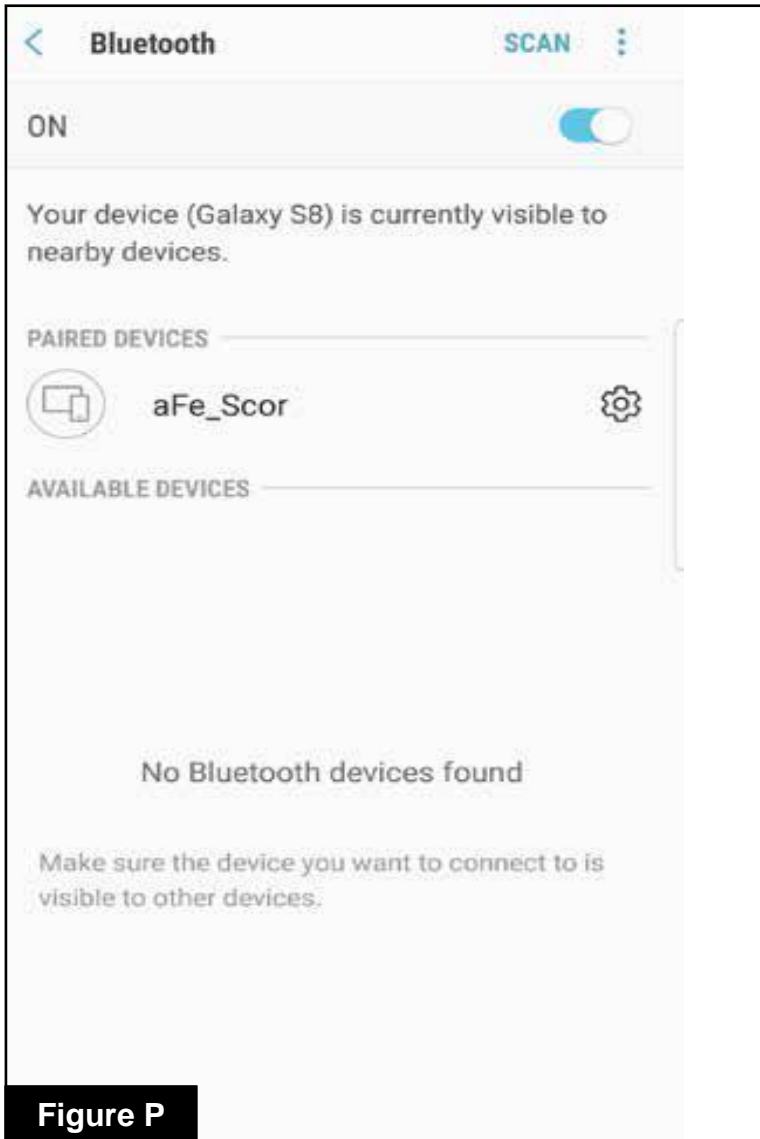 Bluetooth SCAN
ON
Your device (Galaxy S8) is currently visible to
nearby devices.
PAIRED DEVICES
aFe_Scor
AVAILABLE DEVICES
No Bluetooth devices found
Make sure the device you want to connect to is
visible to other devices.
Figure P